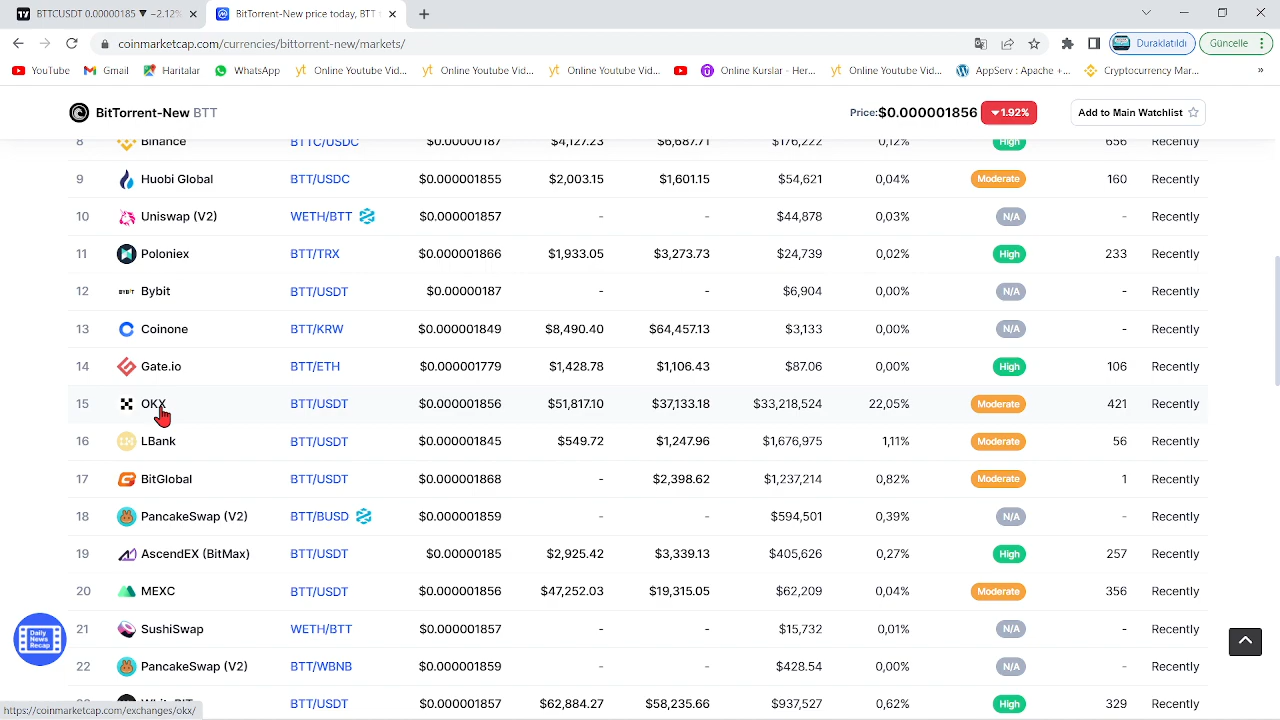 BTTCUSDT 0.00000185 ▼ −2.12%
BitTorrent-New price today, BTT t
coinmarketcap.com/currencies/bittorrent-new/markets/
Duraklatıldı
Güncelle
YouTube
Gmail
Haritalar
WhatsApp
Online Youtube Vid...
Online Youtube Vid...
Online Youtube Vid...
Online Kurslar - Her...
Online Youtube Vid...
AppServ : Apache +...
Cryptocurrency Mar...
»
BitTorrent-New BTT
Price:$0.000001856
▼1.92%
Add to Main Watchlist
8 Binance BTTC/USDC $0.00000187 $4,127.23 $6,687.71 $176,222 0,12% High 656 Recently
9 Huobi Global BTT/USDC $0.000001855 $2,003.15 $1,601.15 $54,621 0,04% Moderate 160 Recently
10 Uniswap (V2) WETH/BTT $0.000001857 - - $44,878 0,03% N/A - Recently
11 Poloniex BTT/TRX $0.000001866 $1,933.05 $3,273.73 $24,739 0,02% High 233 Recently
12 BYBIT Bybit BTT/USDT $0.00000187 - - $6,904 0,00% N/A - Recently
13 Coinone BTT/KRW $0.000001849 $8,490.40 $64,457.13 $3,133 0,00% N/A - Recently
14 Gate.io BTT/ETH $0.000001779 $1,428.78 $1,106.43 $87.06 0,00% High 106 Recently
15 OKX BTT/USDT $0.000001856 $51,817.10 $37,133.18 $33,218,524 22,05% Moderate 421 Recently
16 LBank BTT/USDT $0.000001845 $549.72 $1,247.96 $1,676,975 1,11% Moderate 56 Recently
17 BitGlobal BTT/USDT $0.000001868 - $2,398.62 $1,237,214 0,82% Moderate 1 Recently
18 PancakeSwap (V2) BTT/BUSD $0.000001859 - - $594,501 0,39% N/A - Recently
19 AscendEX (BitMax) BTT/USDT $0.00000185 $2,925.42 $3,339.13 $405,626 0,27% High 257 Recently
20 MEXC BTT/USDT $0.000001856 $47,252.03 $19,315.05 $62,209 0,04% Moderate 356 Recently
21 SushiSwap WETH/BTT $0.00000186 - - $15,732 0,01% N/A - Recently
22 PancakeSwap (V2) BTT/WBNB $0.000001859 - - $428.54 0,00% N/A - Recently
BTT/USDT $0.000001857 $62,884.27 $58,235.66 $937,527 0,62% High 329 Recently
Daily
News
Recap
https://coinmarketcap.com/exchanges/okx/